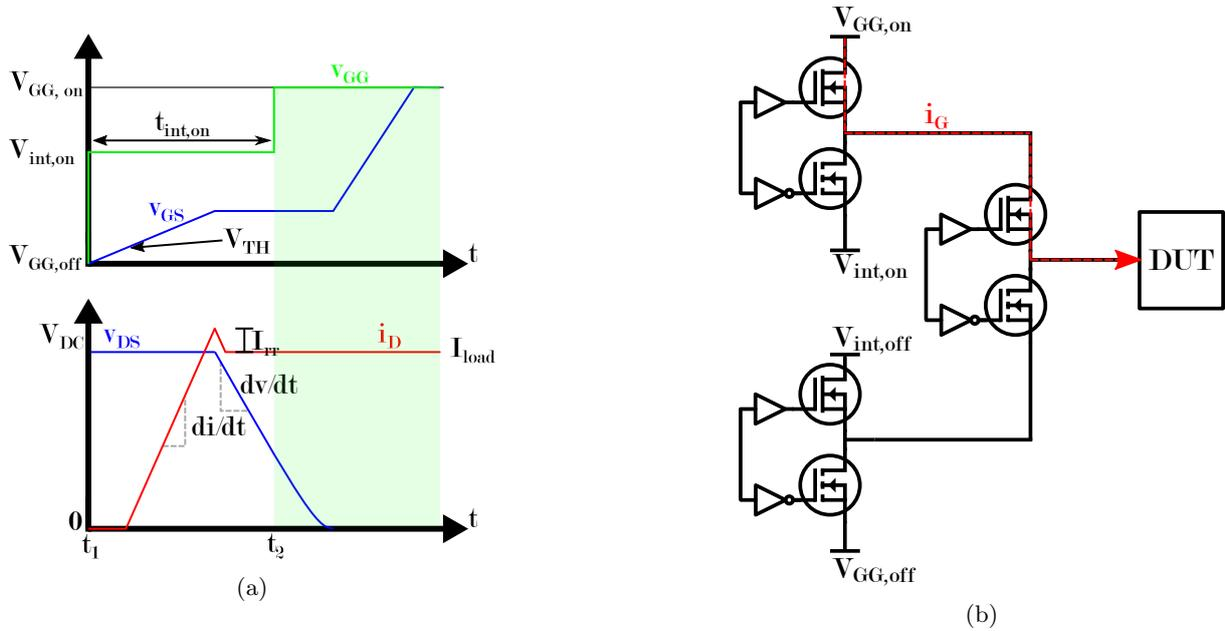 v_GG
V_GG, on
t_int,on
V_int,on
v_GS
V_TH
V_GG,off
t
V_DC
v_DS
I_rr
i_D
I_load
dv/dt
di/dt
0
t
t_1
t_2
(a)
V_GG,on
i_G
V_int,on
DUT
V_int,off
V_GG,off
(b)